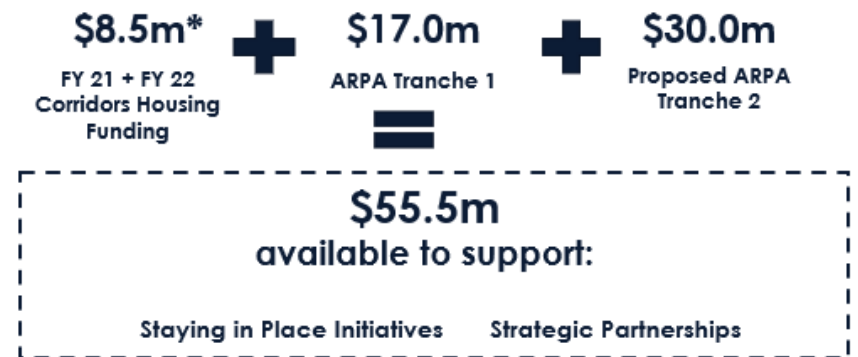 $8.5m* + $17.0m + $30.0m
FY 21 + FY 22 ARPA Tranche 1 Proposed ARPA
Corridors Housing Tranche 2
Funding
=
$55.5m
available to support:
Staying in Place Initiatives Strategic Partnerships